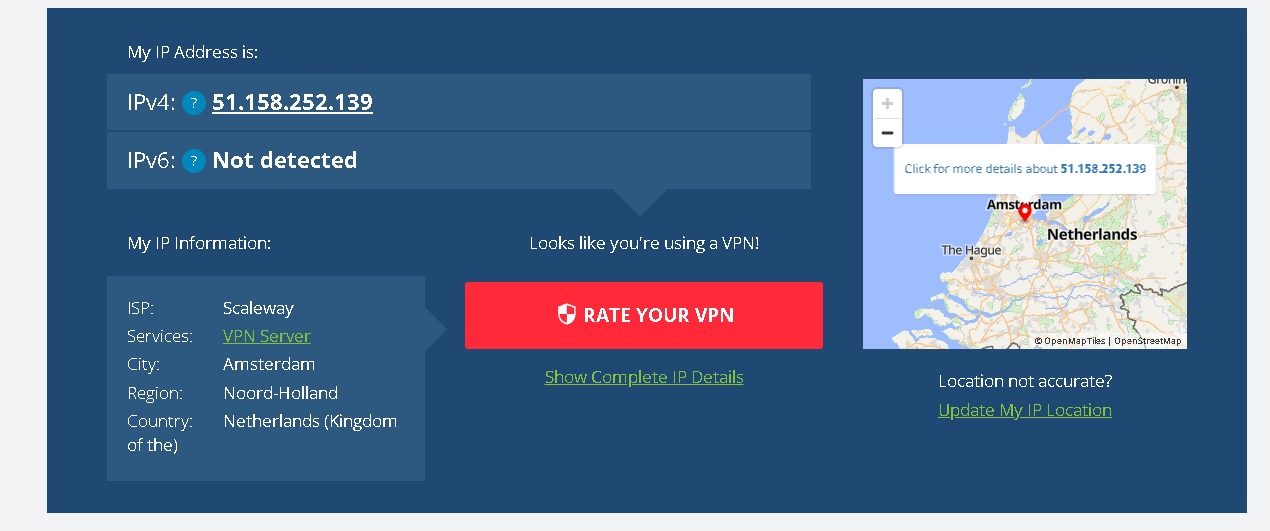 My IP Address is:
IPv4: ? 51.158.252.139
IPv6: ? Not detected
My IP Information:
ISP: Scaleway
Services: VPN Server
City: Amsterdam
Region: Noord-Holland
Country: Netherlands (Kingdom
of the)
Looks like you're using a VPN!
RATE YOUR VPN
Show Complete IP Details
Gronin
+
−
Click for more details about 51.158.252.139
Amsterdam
Netherlands
The Hague
© OpenMapTiles | OpenStreetMap
Location not accurate?
Update My IP Location